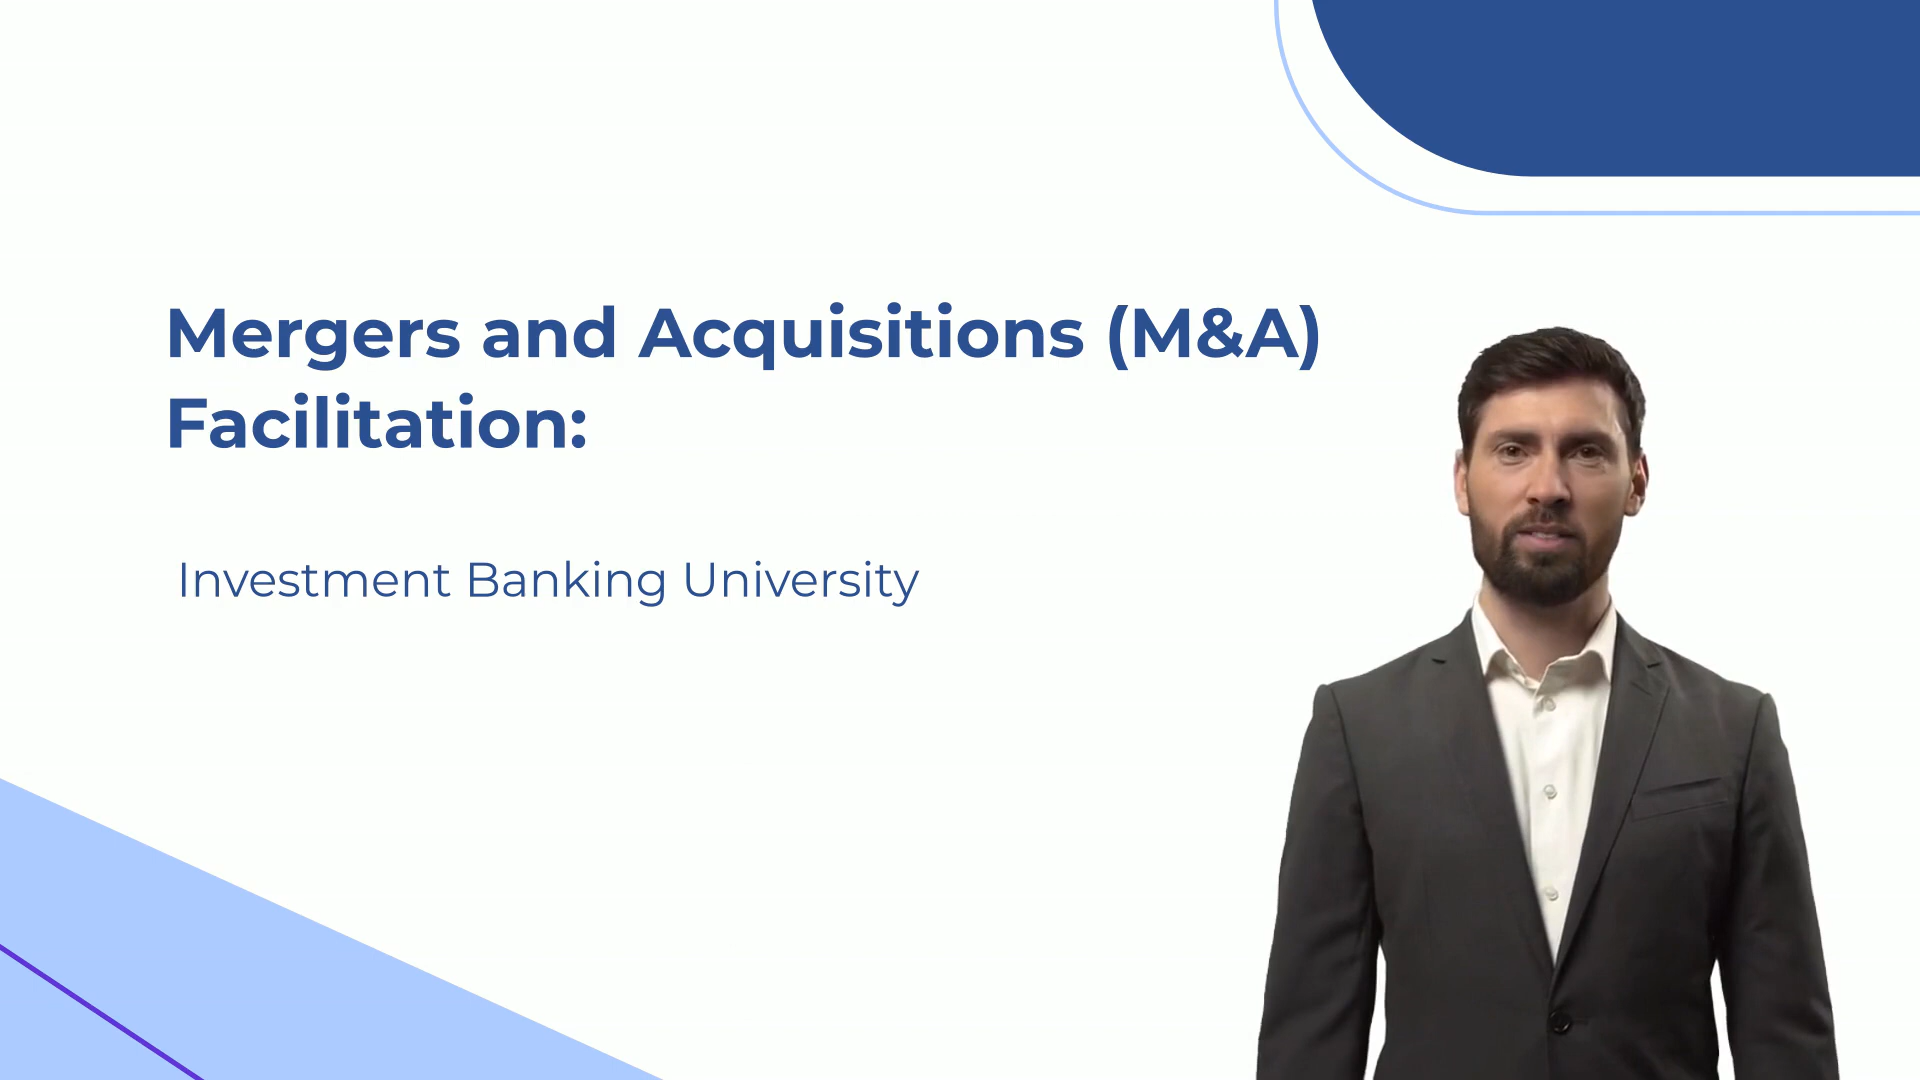 Mergers and Acquisitions (M&A)
Facilitation:
Investment Banking University